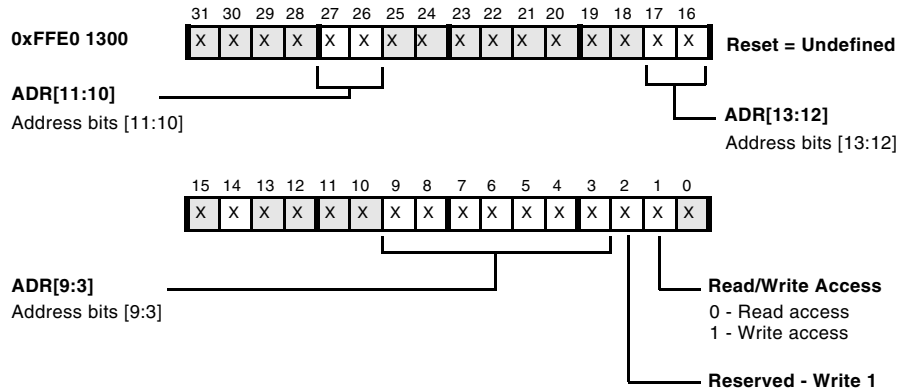 31 30 29 28 27 26 25 24 23 22 21 20 19 18 17 16
0xFFE0 1300 X X X X X X X X X X X X X X X X Reset = Undefined
ADR[11:10]
Address bits [11:10]
ADR[13:12]
Address bits [13:12]
15 14 13 12 11 10 9 8 7 6 5 4 3 2 1 0
X X X X X X X X X X X X X X X X
ADR[9:3]
Address bits [9:3]
Read/Write Access
0 - Read access
1 - Write access
Reserved - Write 1